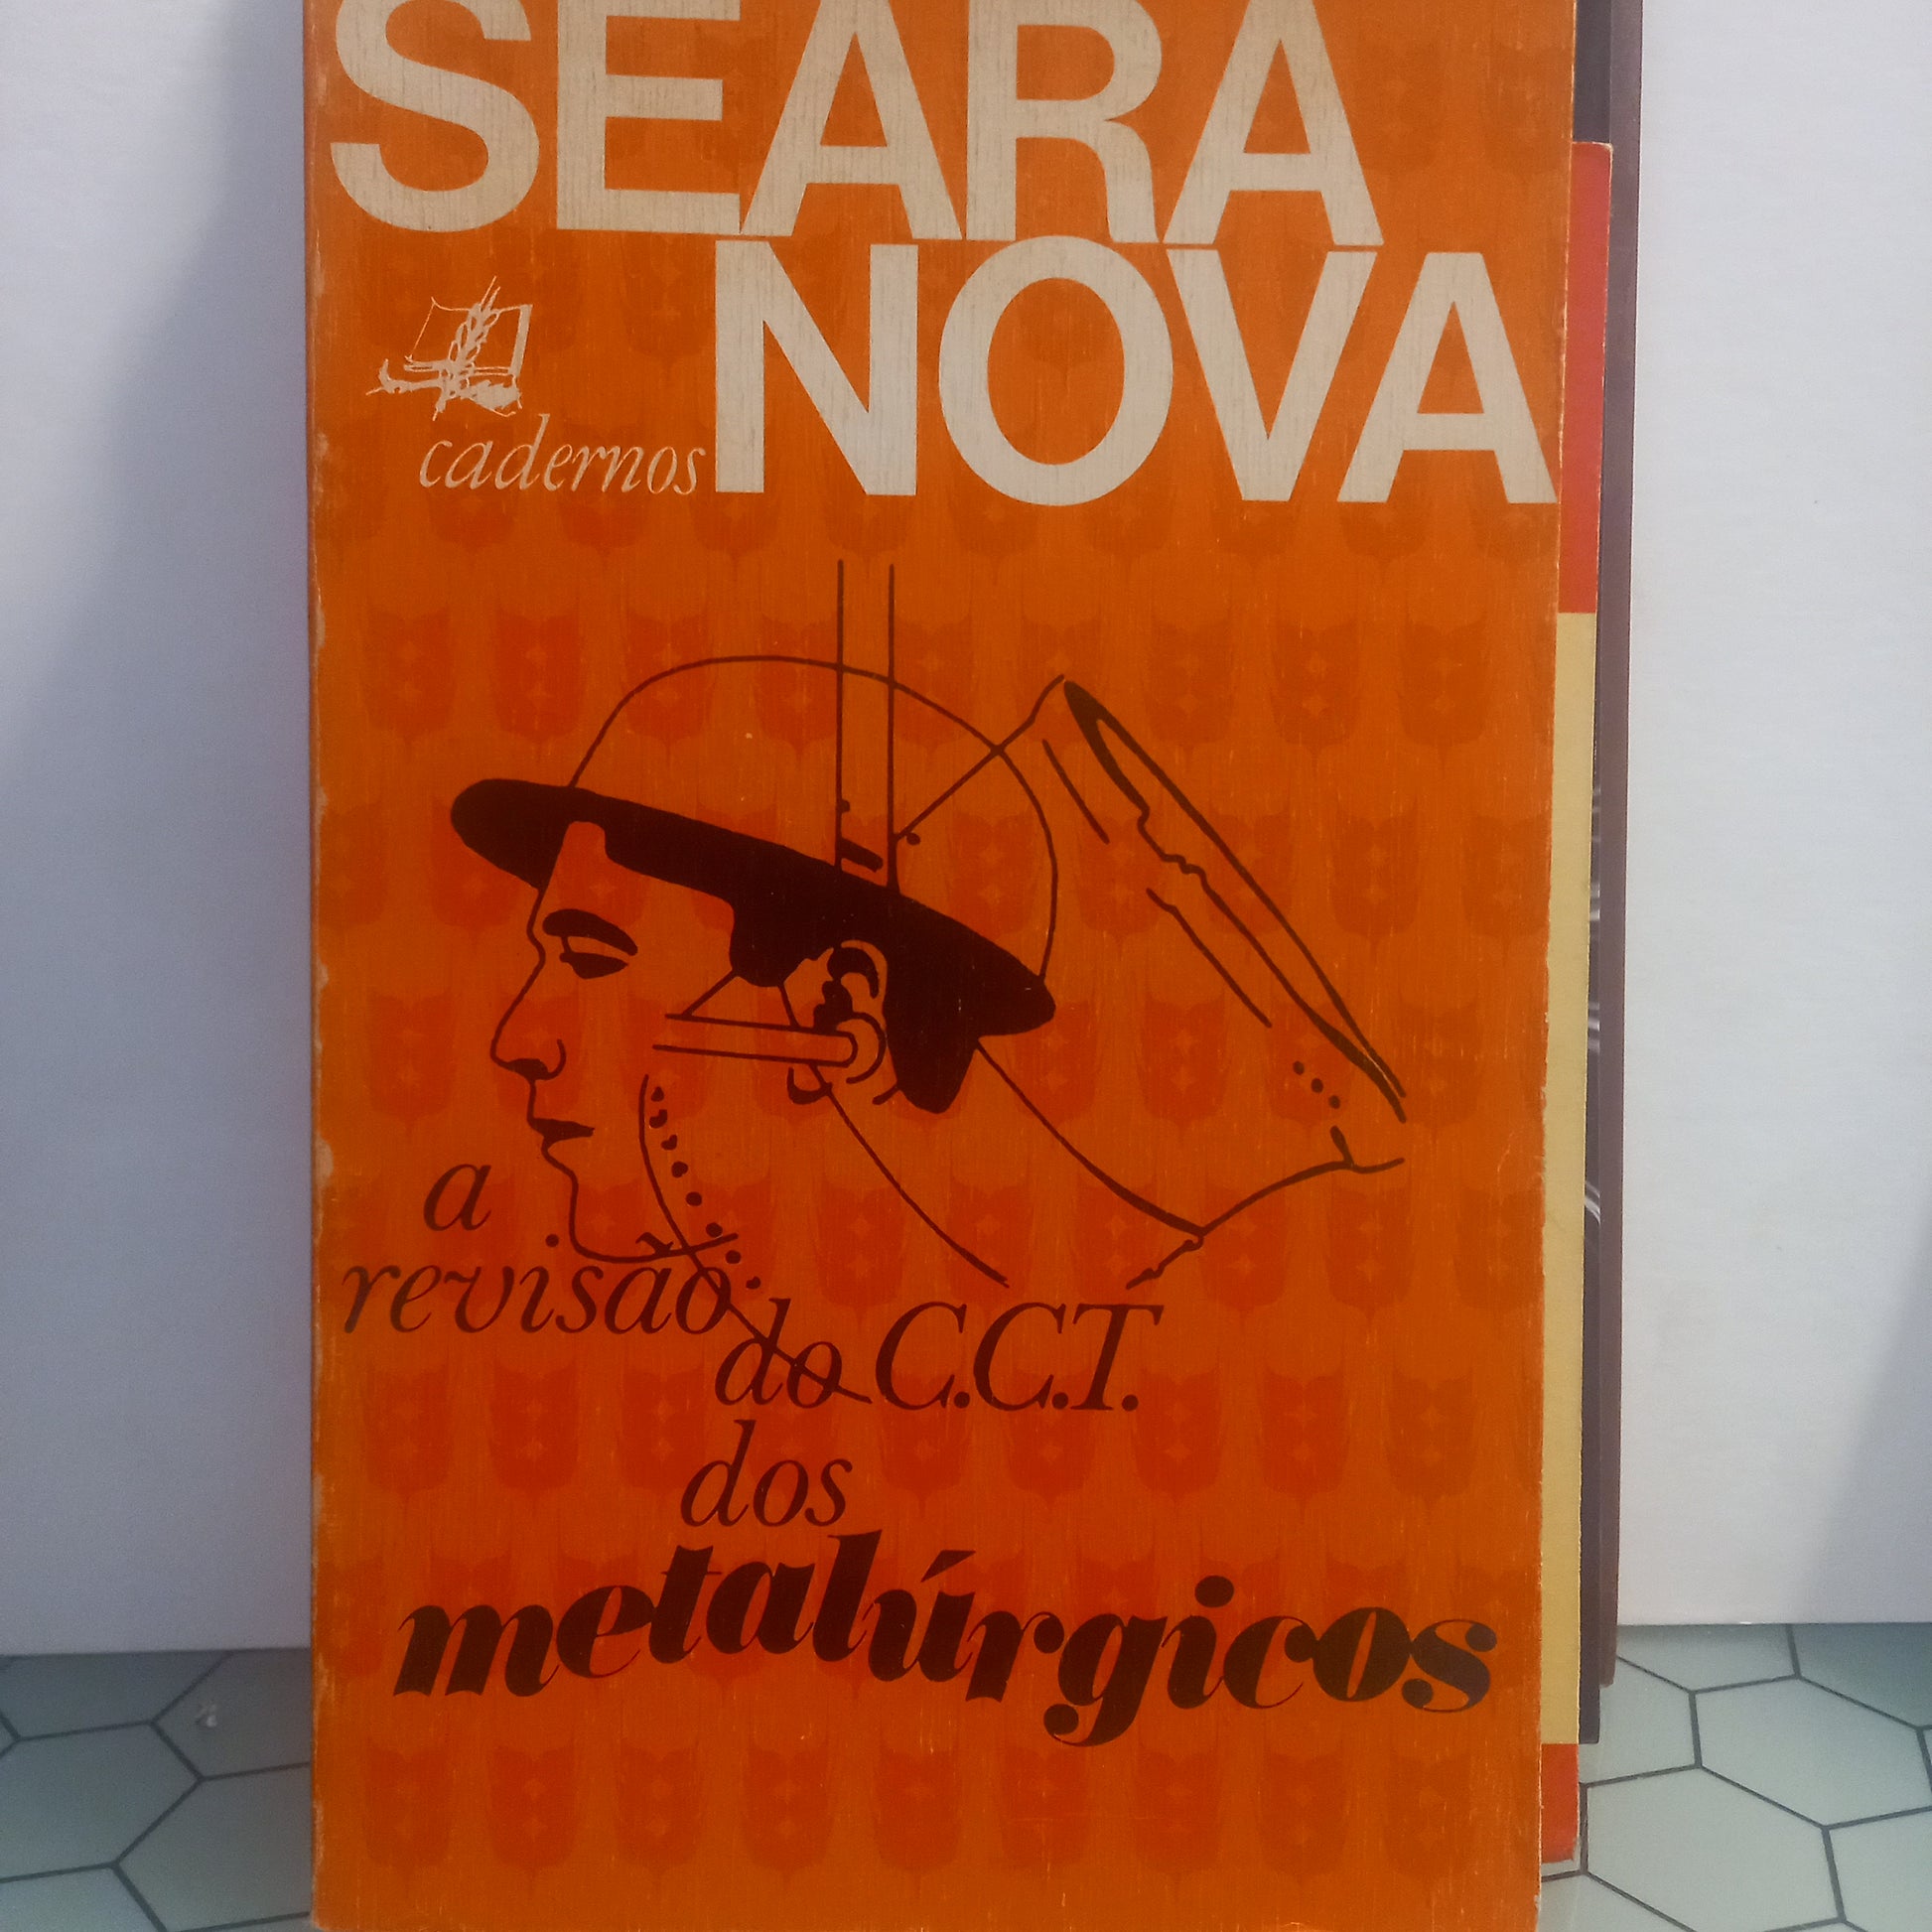 SEARA
NOVA
cadernos
a
revisão
do C.C.T.
dos
metalúrgicos